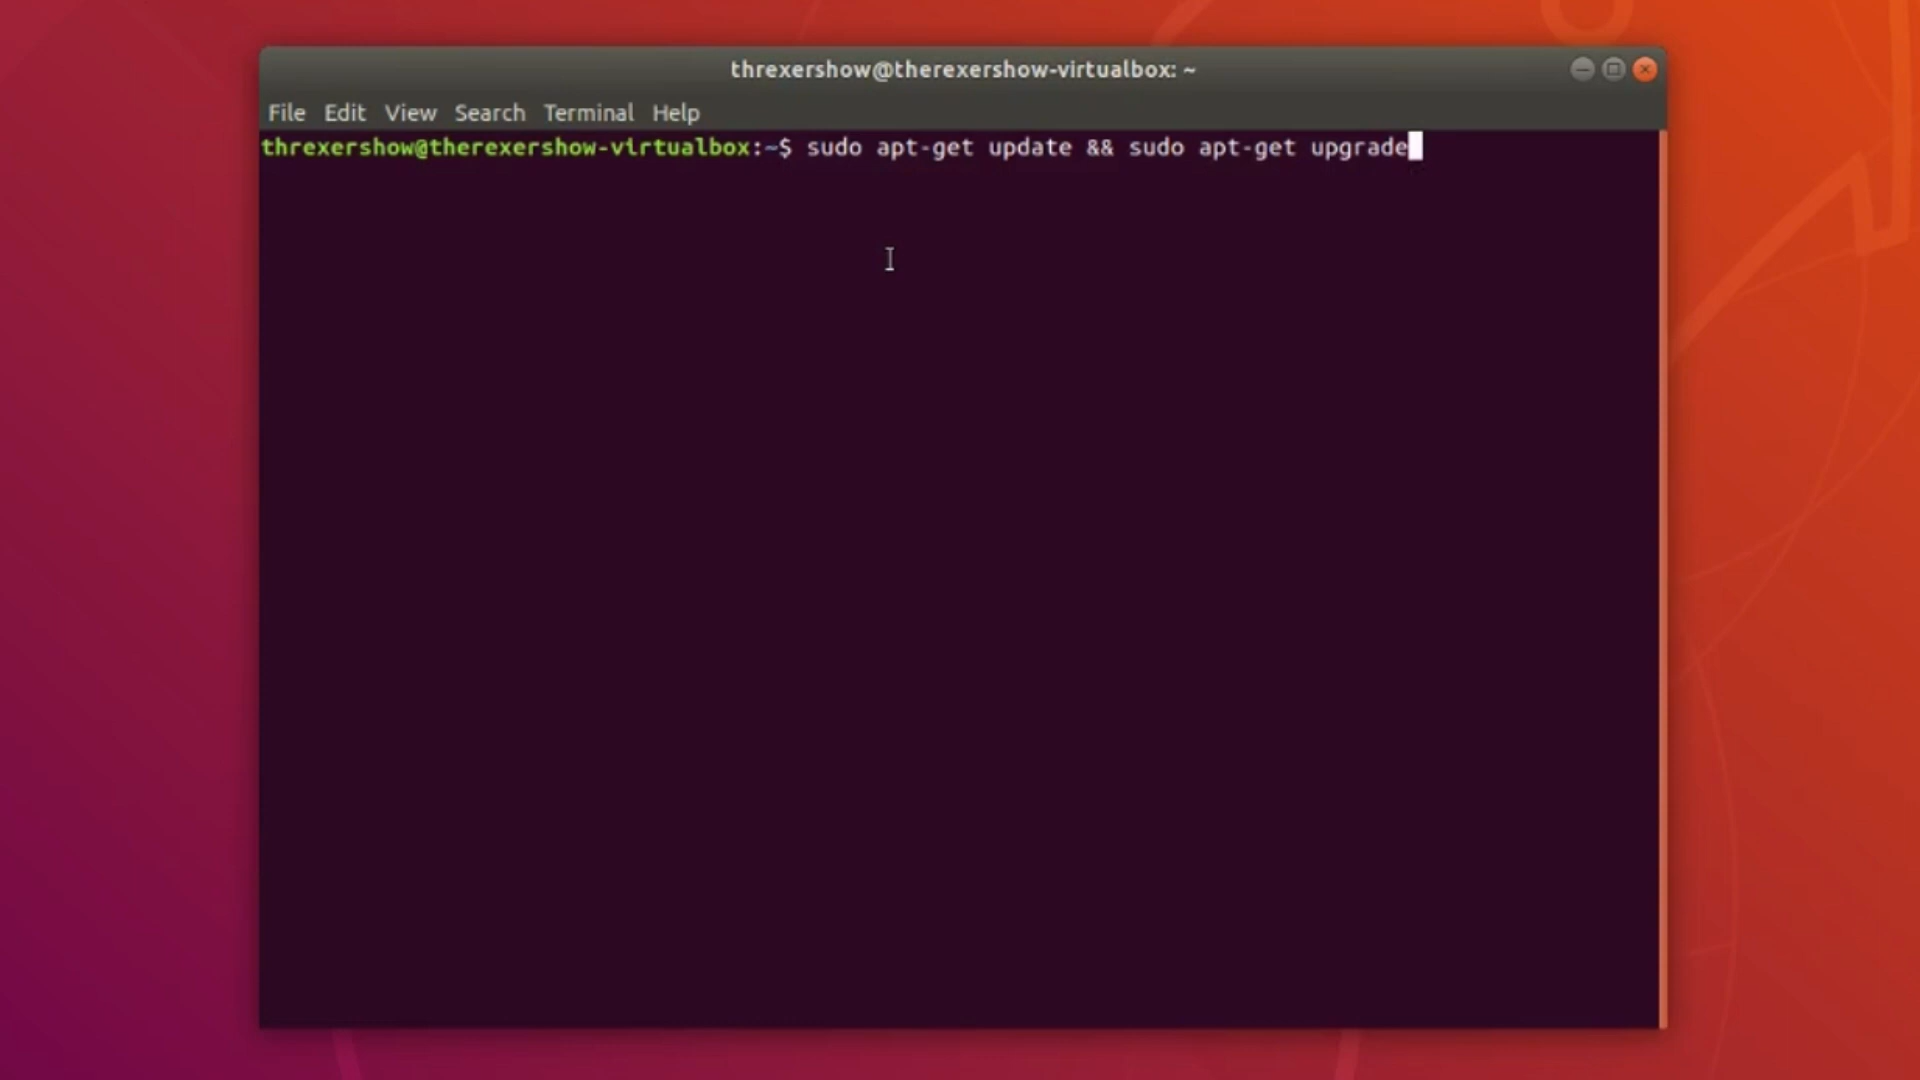 threxershow@therexershow-virtualbox: ~
File Edit View Search Terminal Help
threxershow@therexershow-virtualbox:~$ sudo apt-get update && sudo apt-get upgrade